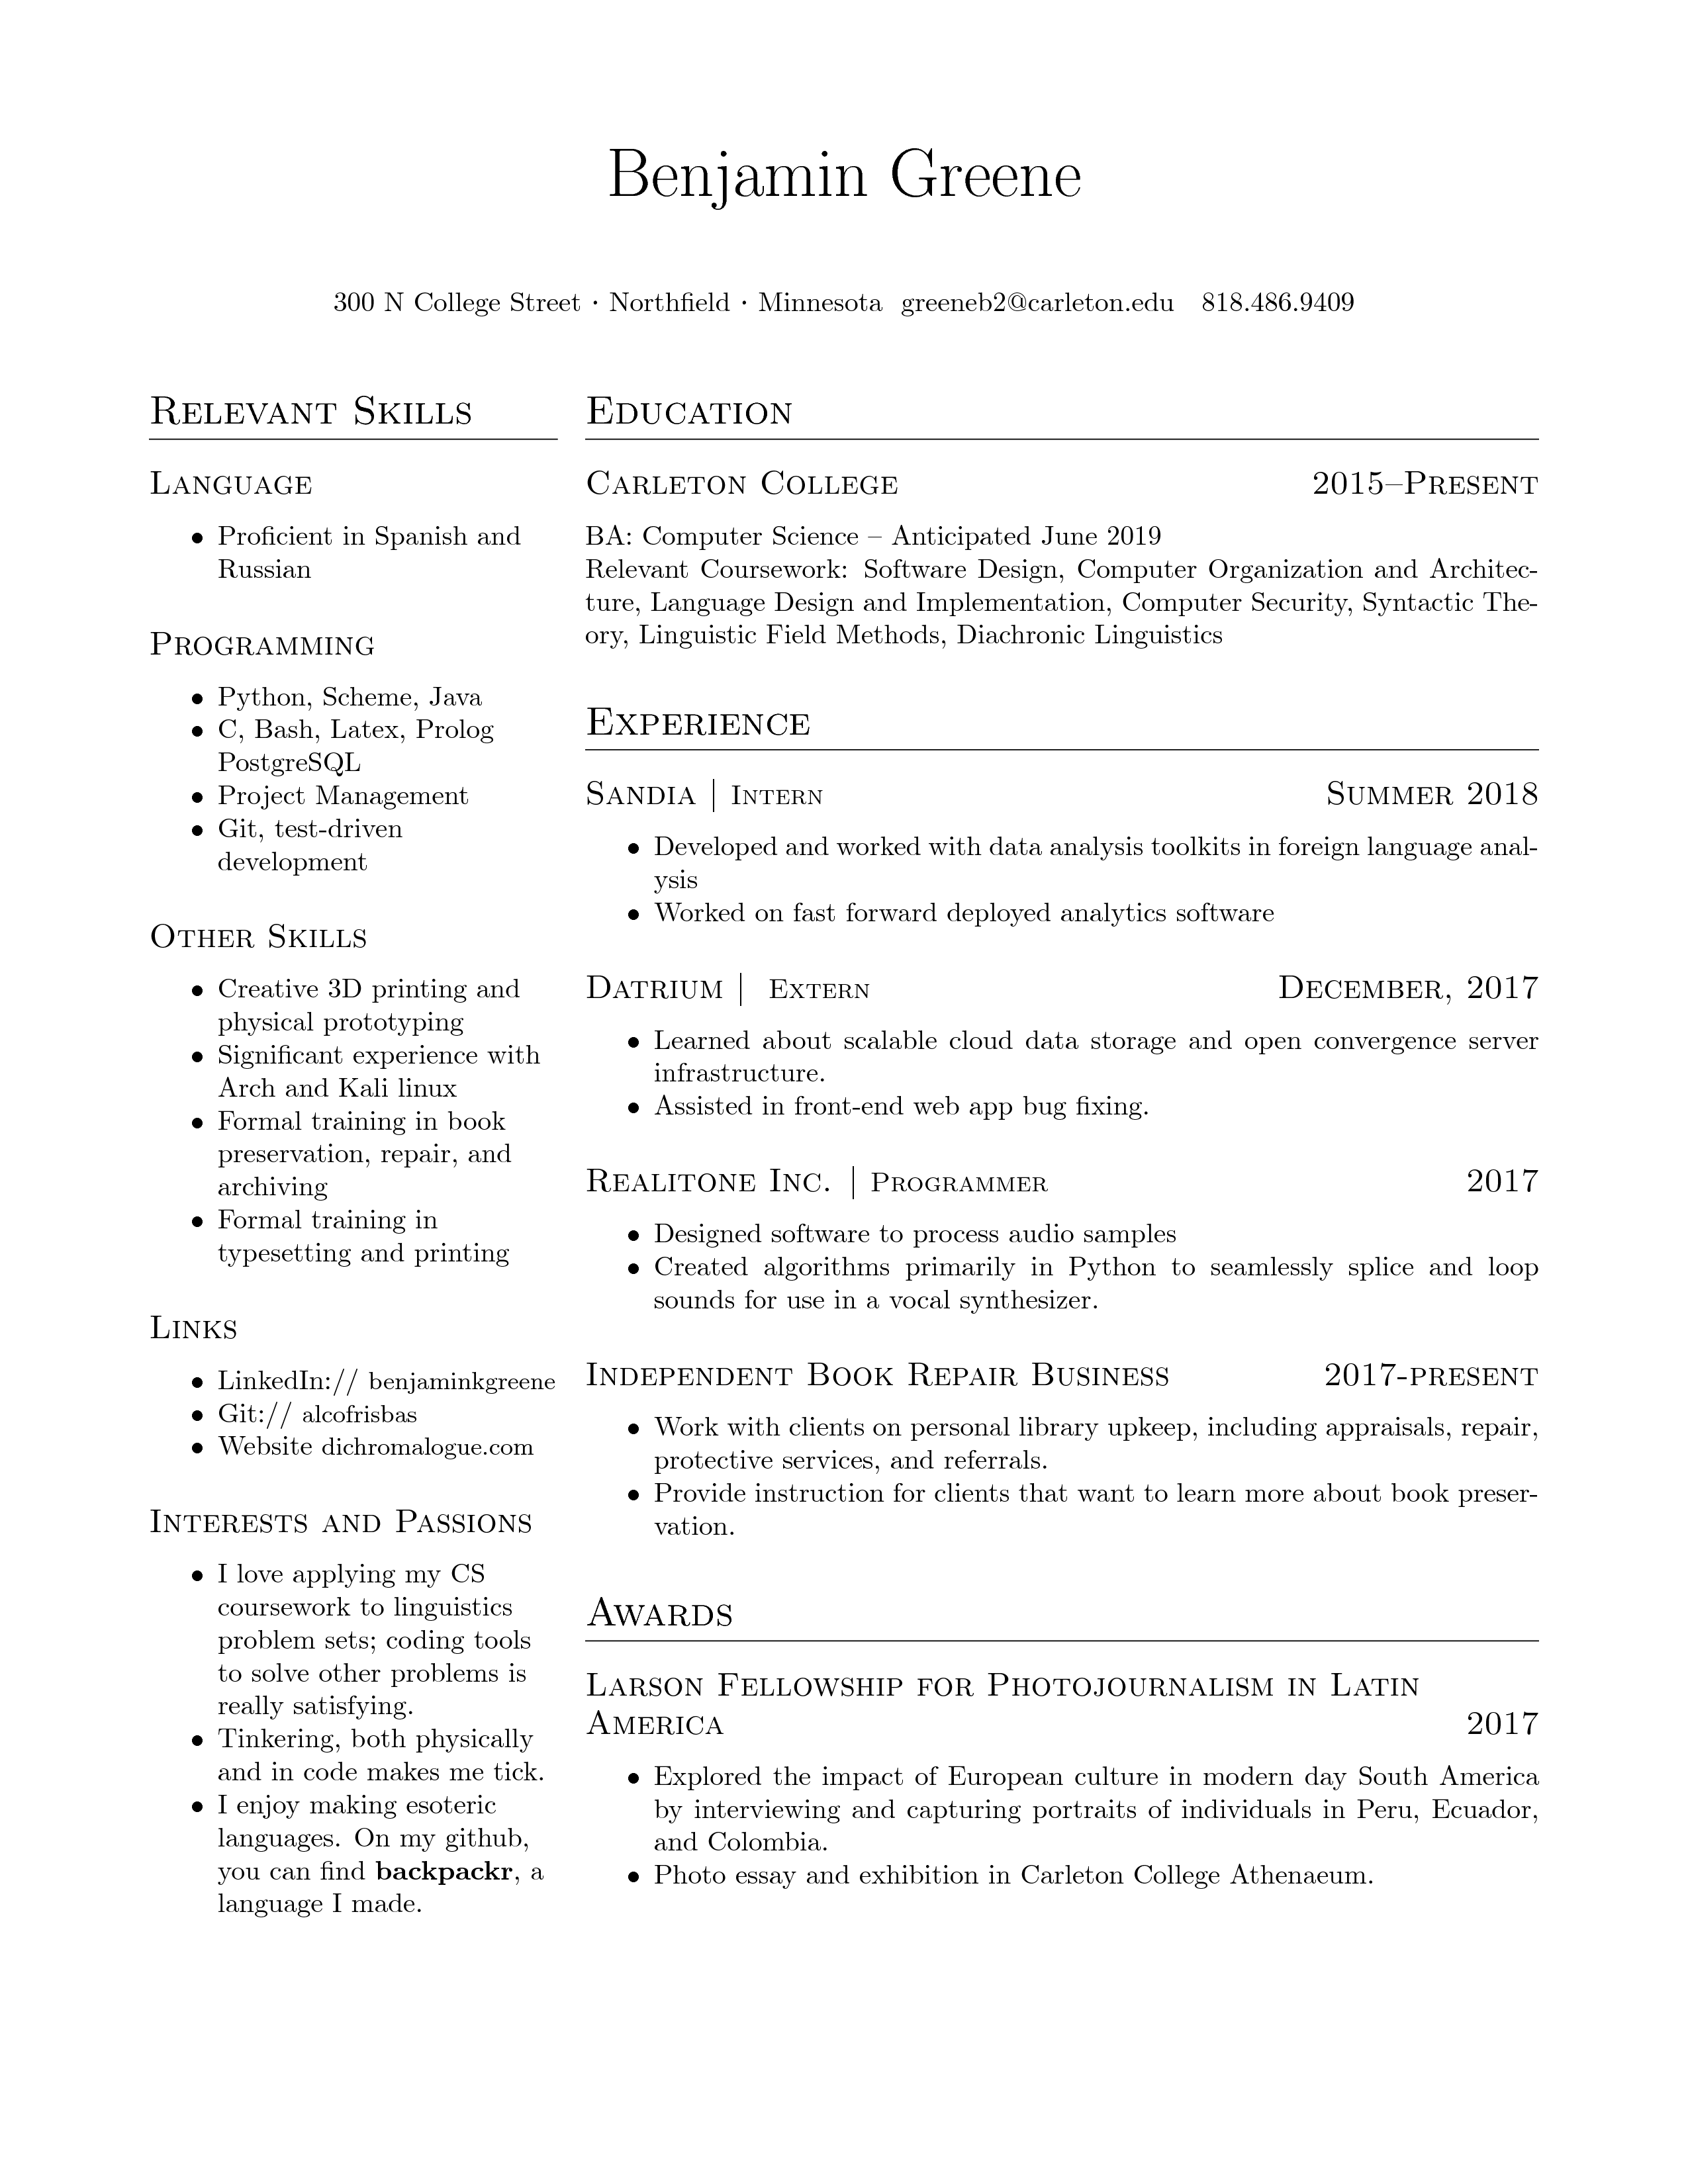 Benjamin Greene
300 N College Street · Northfield · Minnesota greeneb2@carleton.edu 818.486.9409
Relevant Skills
Language
• Proficient in Spanish and
Russian
Programming
• Python, Scheme, Java
• C, Bash, Latex, Prolog
PostgreSQL
• Project Management
• Git, test-driven
development
Other Skills
• Creative 3D printing and
physical prototyping
• Significant experience with
Arch and Kali linux
• Formal training in book
preservation, repair, and
archiving
• Formal training in
typesetting and printing
Links
• LinkedIn:// benjaminkgreene
• Git:// alcofrisbas
• Website dichromalogue.com
Interests and Passions
• I love applying my CS
coursework to linguistics
problem sets; coding tools
to solve other problems is
really satisfying.
• Tinkering, both physically
and in code makes me tick.
• I enjoy making esoteric
languages. On my github,
you can find backpackr, a
language I made.
Education
Carleton College 2015–Present
BA: Computer Science – Anticipated June 2019
Relevant Coursework: Software Design, Computer Organization and Architec-
ture, Language Design and Implementation, Computer Security, Syntactic The-
ory, Linguistic Field Methods, Diachronic Linguistics
Experience
Sandia | Intern Summer 2018
• Developed and worked with data analysis toolkits in foreign language anal-
ysis
• Worked on fast forward deployed analytics software
Datrium | Extern December, 2017
• Learned about scalable cloud data storage and open convergence server
infrastructure.
• Assisted in front-end web app bug fixing.
Realitone Inc. | Programmer 2017
• Designed software to process audio samples
• Created algorithms primarily in Python to seamlessly splice and loop
sounds for use in a vocal synthesizer.
Independent Book Repair Business 2017-present
• Work with clients on personal library upkeep, including appraisals, repair,
protective services, and referrals.
• Provide instruction for clients that want to learn more about book preser-
vation.
Awards
Larson Fellowship for Photojournalism in Latin
America 2017
• Explored the impact of European culture in modern day South America
by interviewing and capturing portraits of individuals in Peru, Ecuador,
and Colombia.
• Photo essay and exhibition in Carleton College Athenaeum.